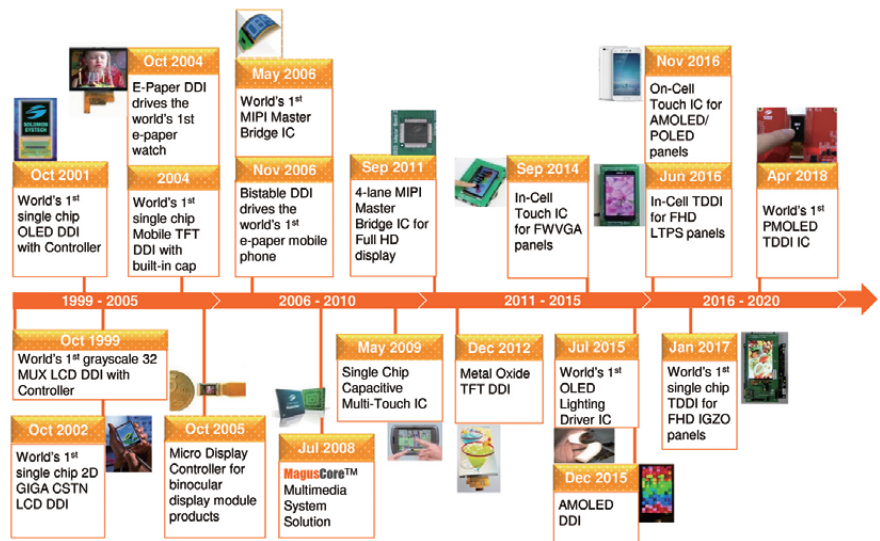 Oct 2004
E-Paper DDI
drives the
world's 1st
e-paper
watch
May 2006
World's 1st
MIPI Master
Bridge IC
Nov 2016
On-Cell
Touch IC for
AMOLED/
POLED
panels
SOLOMON
SYSTECH
Oct 2001
World's 1st
single chip
OLED DDI
with Controller
2004
World's 1st
single chip
Mobile TFT
DDI with
built-in cap
Nov 2006
Bistable DDI
drives the
world's 1st
e-paper mobile
phone
Sep 2011
4-lane MIPI
Master
Bridge IC for
Full HD
display
Sep 2014
In-Cell
Touch IC
for FWVGA
panels
Jun 2016
In-Cell TDDI
for FHD
LTPS panels
Apr 2018
World's 1st
PMOLED
TDDI IC
1999 - 2005
2006 - 2010
2011 - 2015
2016 - 2020
Oct 1999
World's 1st grayscale 32
MUX LCD DDI with
Controller
May 2009
Single Chip
Capacitive
Multi-Touch IC
Dec 2012
Metal Oxide
TFT DDI
Jul 2015
World's 1st
OLED
Lighting
Driver IC
Jan 2017
World's 1st
single chip
TDDI for
FHD IGZO
panels
Oct 2002
World's 1st
single chip 2D
GIGA CSTN
LCD DDI
Oct 2005
Micro Display
Controller for
binocular
display module
products
Jul 2008
MagusCore™
Multimedia
System
Solution
Dec 2015
AMOLED
DDI